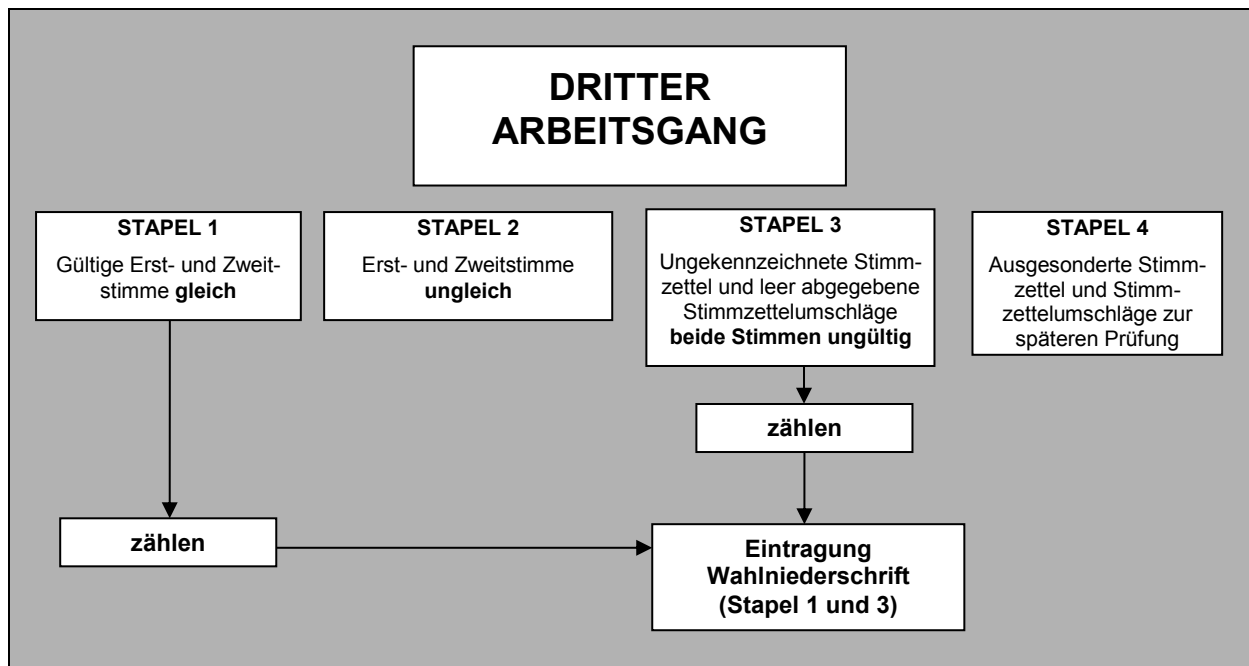 DRITTER
ARBEITSGANG
STAPEL 1
Gültige Erst- und Zweit-
stimme gleich
STAPEL 2
Erst- und Zweitstimme
ungleich
STAPEL 3
Ungekennzeichnete Stimm-
zettel und leer abgegebene
Stimmzettelumschläge
beide Stimmen ungültig
STAPEL 4
Ausgesonderte Stimm-
zettel und Stimm-
zettelumschläge zur
späteren Prüfung
zählen
zählen
Eintragung
Wahlniederschrift
(Stapel 1 und 3)